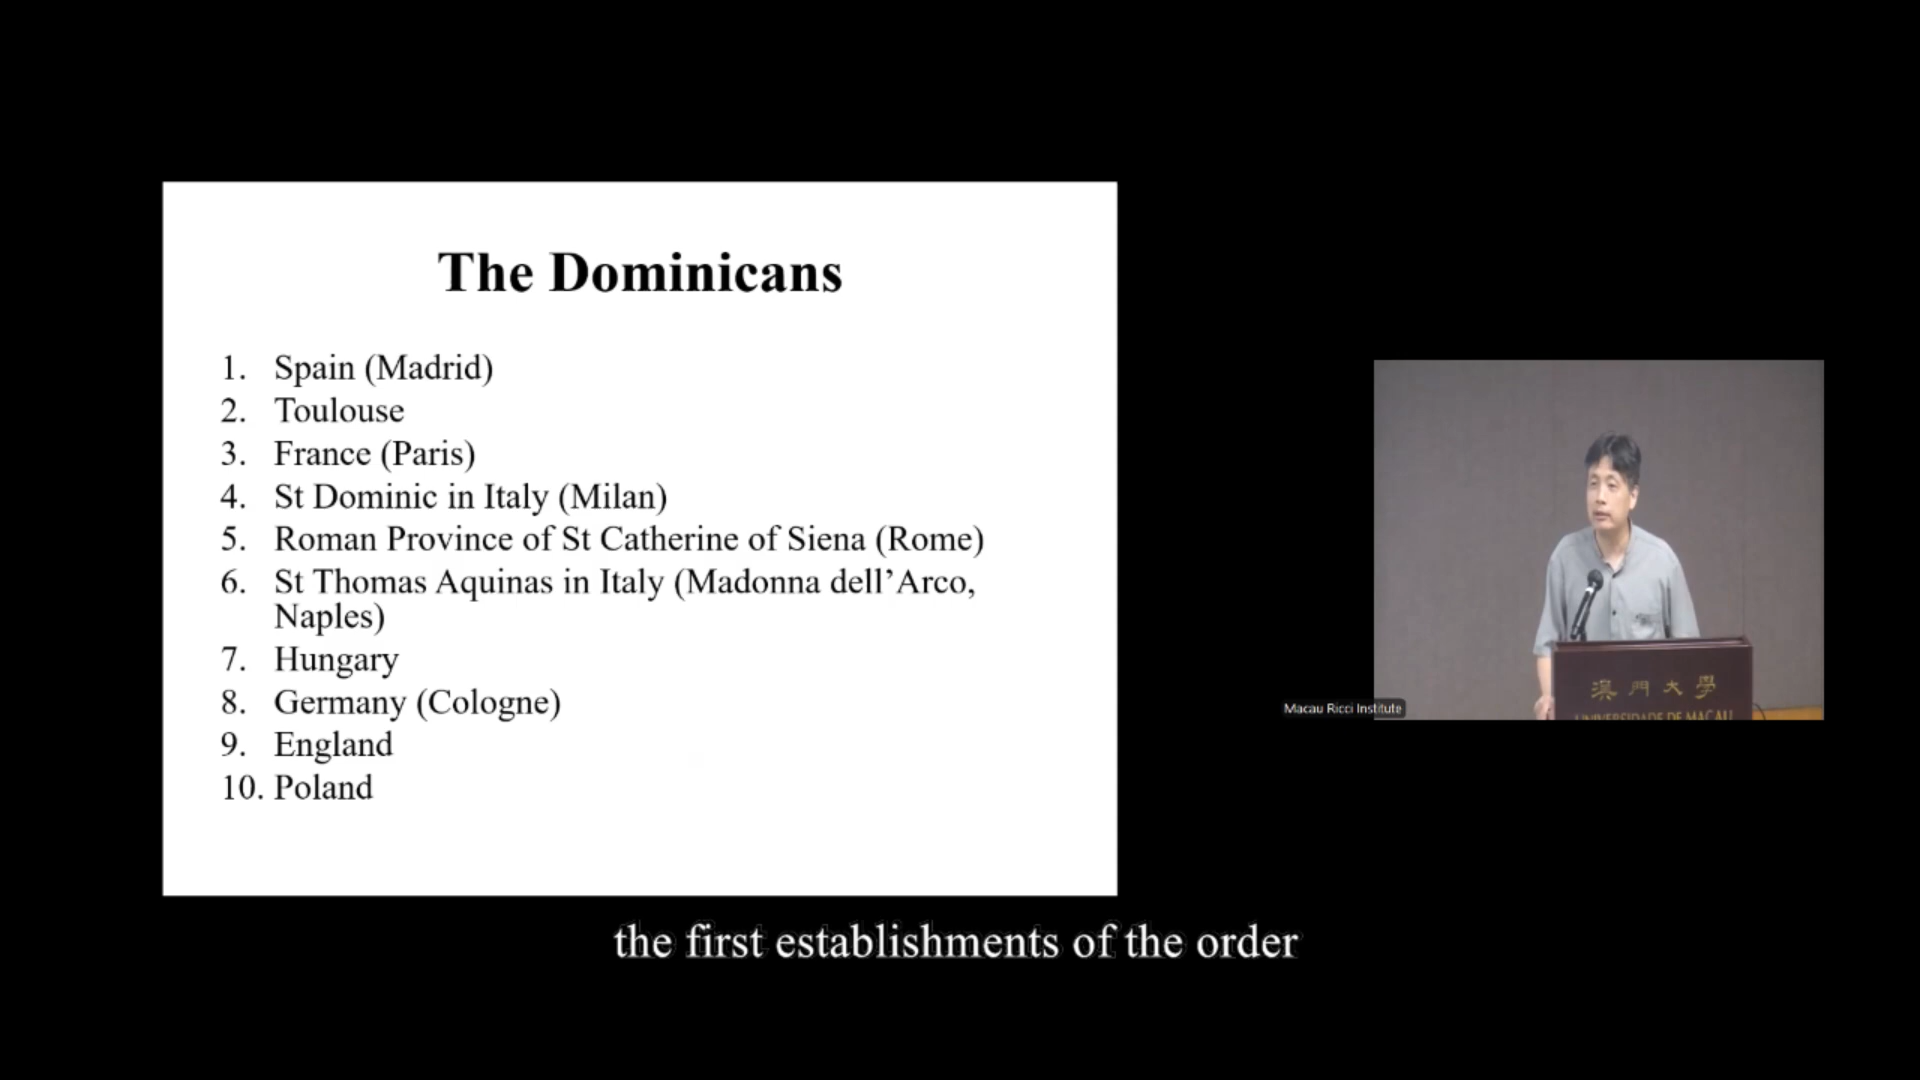 The Dominicans
1. Spain (Madrid)
2. Toulouse
3. France (Paris)
4. St Dominic in Italy (Milan)
5. Roman Province of St Catherine of Siena (Rome)
6. St Thomas Aquinas in Italy (Madonna dell’Arco,
Naples)
7. Hungary
8. Germany (Cologne)
9. England
10. Poland
Macau Ricci Institute
澳門大學
UNIVERSIDADE DE MACAU
the first establishments of the order